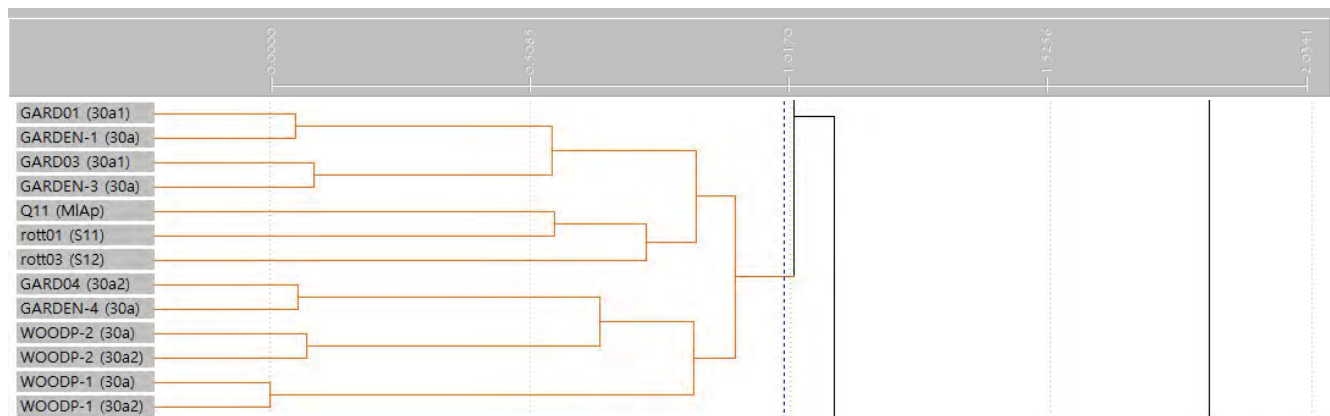 0.0000
0.5085
1.0170
1.5256
2.0341
GARD01 (30a1)
GARDEN-1 (30a)
GARD03 (30a1)
GARDEN-3 (30a)
Q11 (MlAp)
rott01 (S11)
rott03 (S12)
GARD04 (30a2)
GARDEN-4 (30a)
WOODP-2 (30a)
WOODP-2 (30a2)
WOODP-1 (30a)
WOODP-1 (30a2)